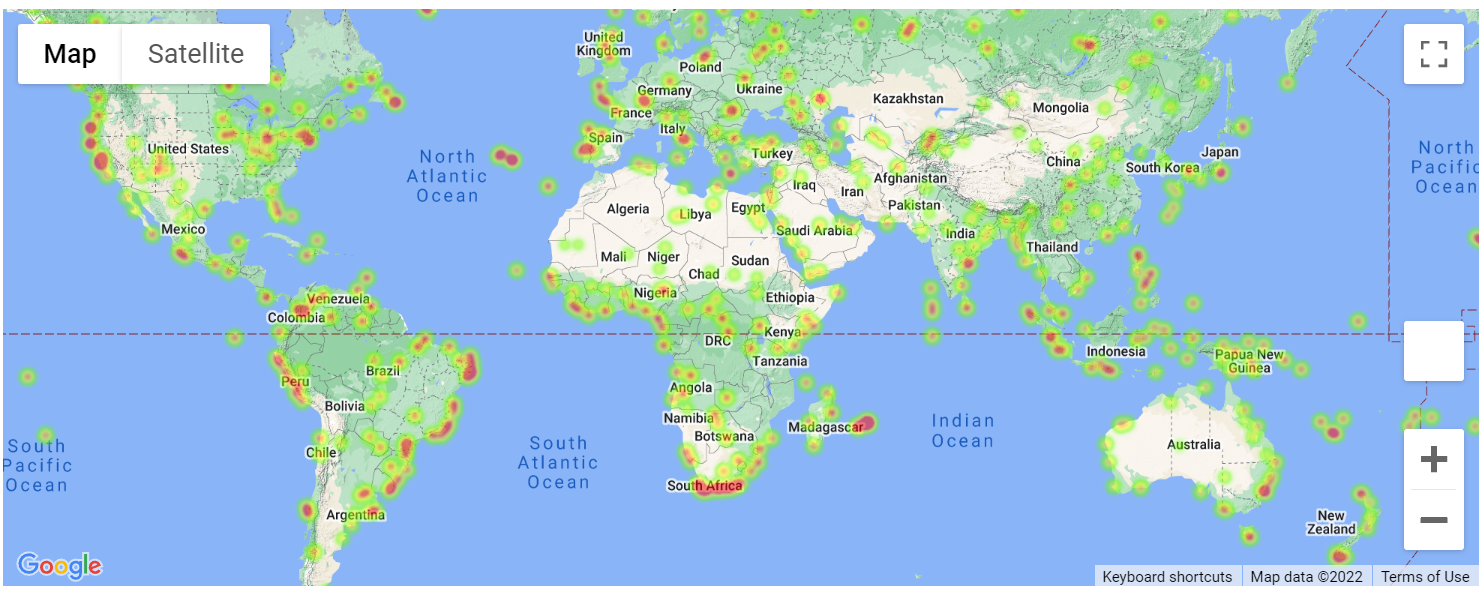 Map
Satellite
United
Kingdom
Poland
Germany
Ukraine
France
Kazakhstan
Mongolia
Italy
Spain
United States
Turkey
China
South Korea
Japan
North
Atlantic
Ocean
North
Pacific
Ocean
Afghanistan
Iraq
Iran
Pakistan
Algeria
Libya
Egypt
Mexico
Saudi Arabia
India
Thailand
Mali
Niger
Sudan
Chad
Nigeria
Ethiopia
Venezuela
Colombia
DRC
Kenya
Tanzania
Indonesia
Papua New
Guinea
Peru
Brazil
Angola
Bolivia
Namibia
Botswana
Madagascar
Indian
Ocean
Australia
South
Pacific
Ocean
Chile
South
Atlantic
Ocean
South Africa
Argentina
New
Zealand
Google
Keyboard shortcuts
Map data ©2022
Terms of Use